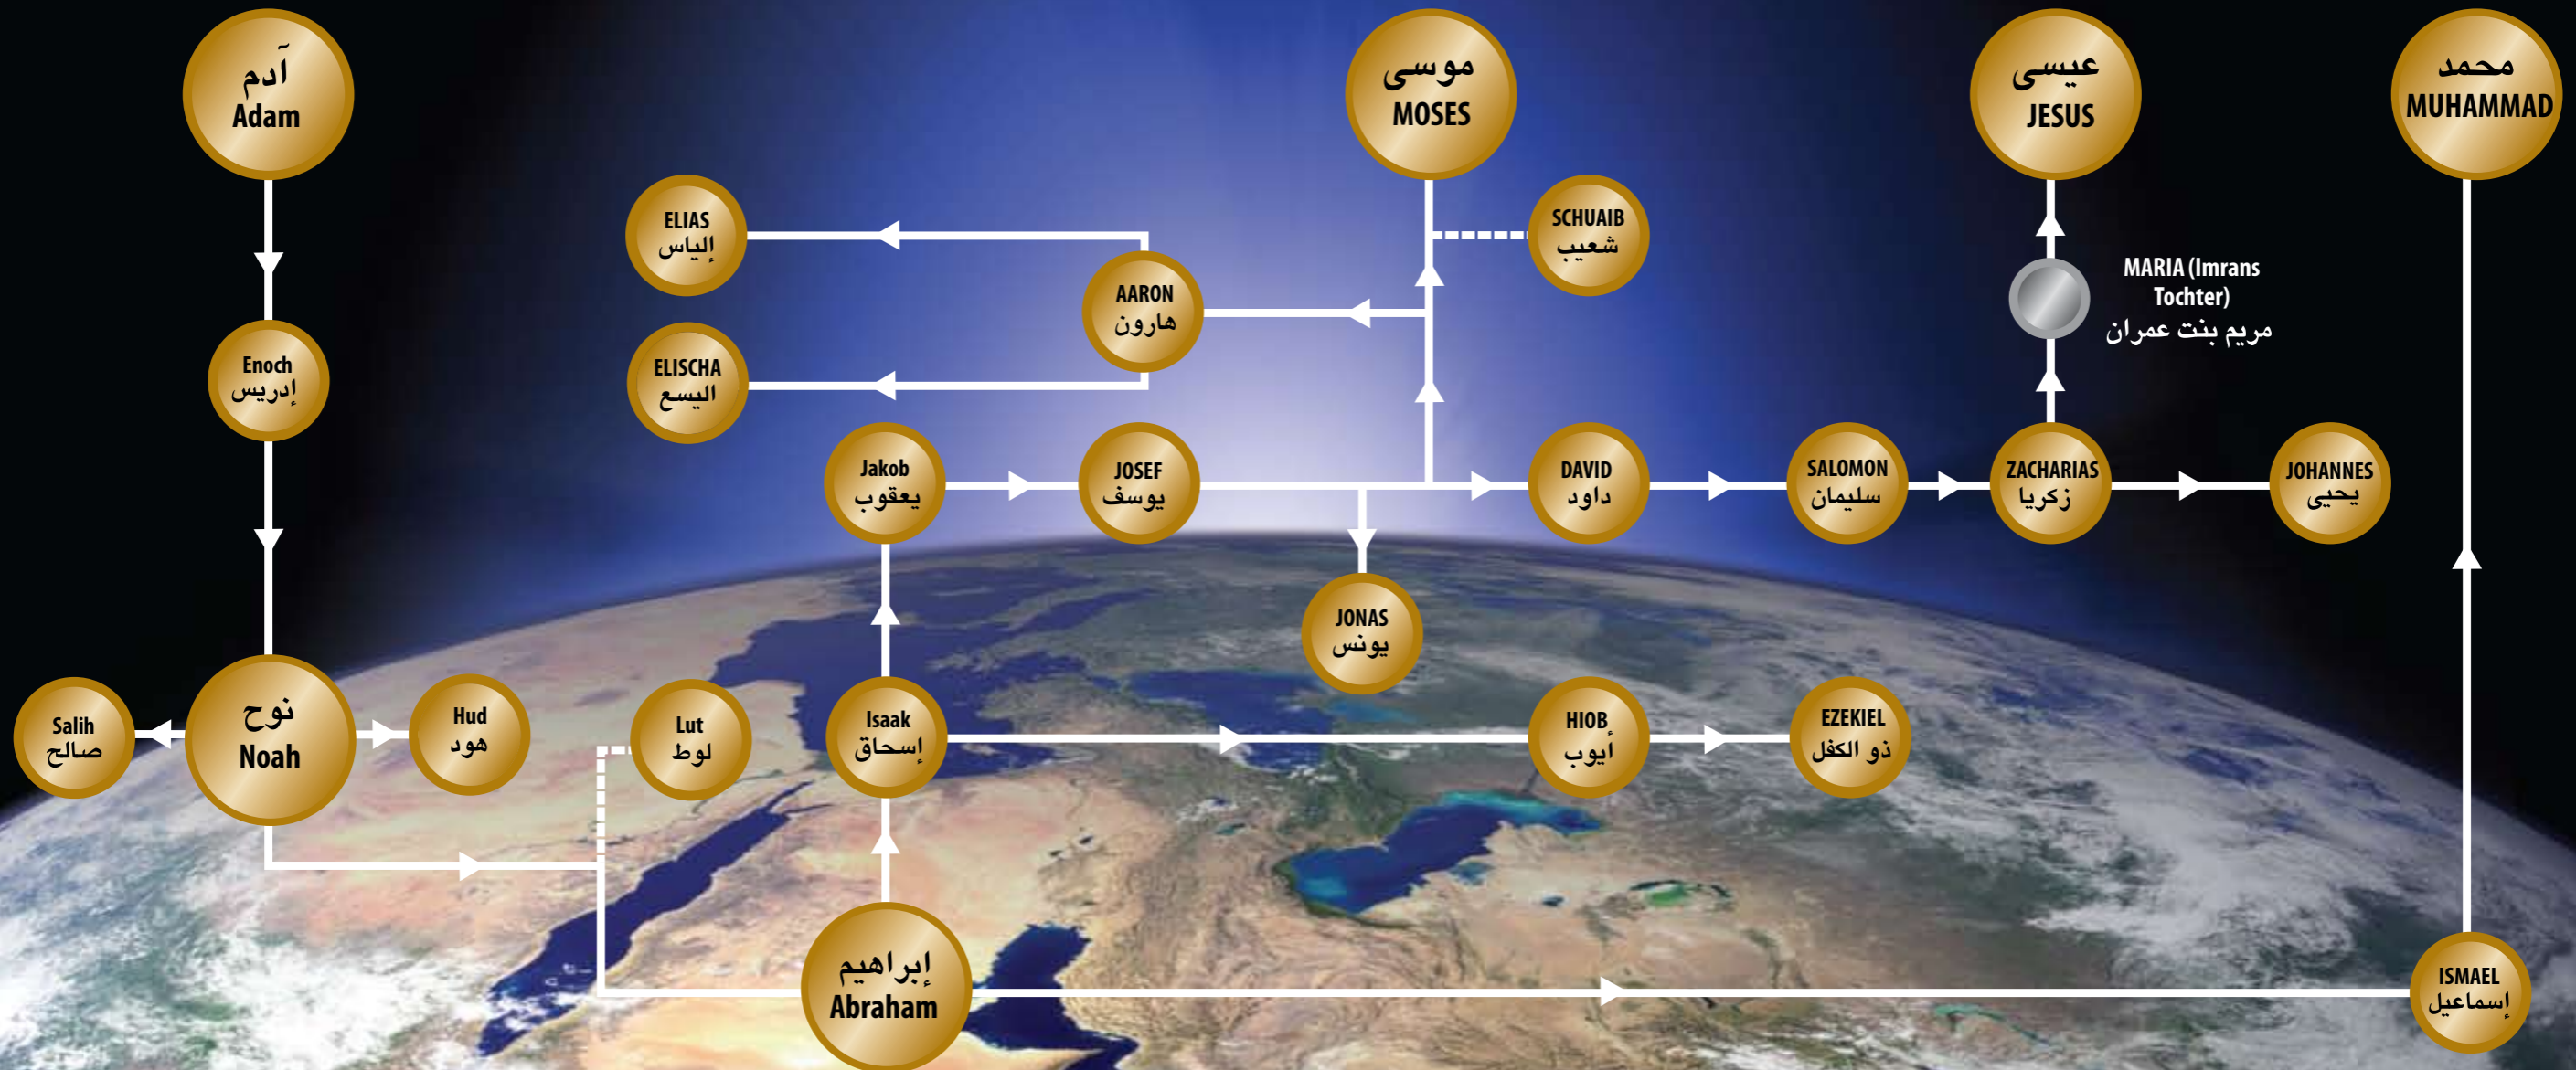 آدم
Adam
موسى
MOSES
عيسى
JESUS
محمد
MUHAMMAD
ELIAS
إلياس
SCHUAIB
شعيب
AARON
هارون
MARIA (Imrans
Tochter)
مريم بنت عمران
Enoch
إدريس
ELISCHA
اليسع
Jakob
يعقوب
JOSEF
يوسف
DAVID
داود
SALOMON
سليمان
ZACHARIAS
زكريا
JOHANNES
يحيى
JONAS
يونس
Salih
صالح
نوح
Noah
Hud
هود
Lut
لوط
Isaak
إسحاق
HIOB
أيوب
EZEKIEL
ذو الكفل
إبراهيم
Abraham
ISMAEL
إسماعيل